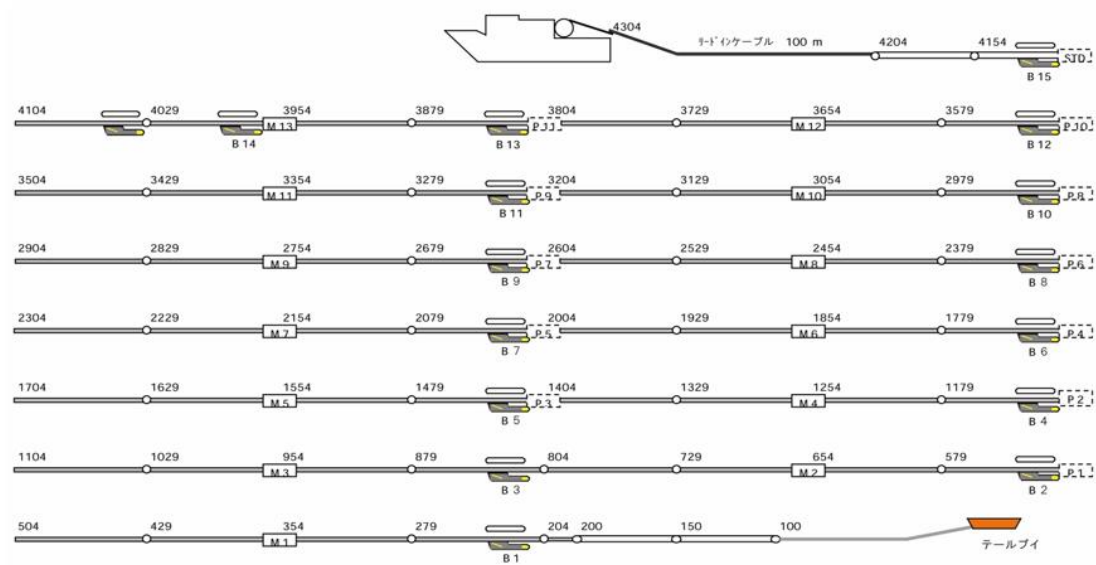 4304
ﾘｰﾄﾞｲﾝｹｰﾌﾞﾙ 100 m 4204 4154
STD
B 15
4104 4029 3954 3879 3804 3729 3654 3579
M 13 P11 M 12 P10
B 14 B 13 B 12
3504 3429 3354 3279 3204 3129 3054 2979
M 11 P.9 M 10 P.8
B 11 B 10
2904 2829 2754 2679 2604 2529 2454 2379
M 9 P.7 M 8 P.6
B 9 B 8
2304 2229 2154 2079 2004 1929 1854 1779
M 7 P.5 M 6 P.4
B 7 B 6
1704 1629 1554 1479 1404 1329 1254 1179
M 5 P.3 M 4 P.2
B 5 B 4
1104 1029 954 879 804 729 654 579
M 3 M 2 P.1
B 3 B 2
504 429 354 279 204 200 150 100
M 1 テールブイ
B 1